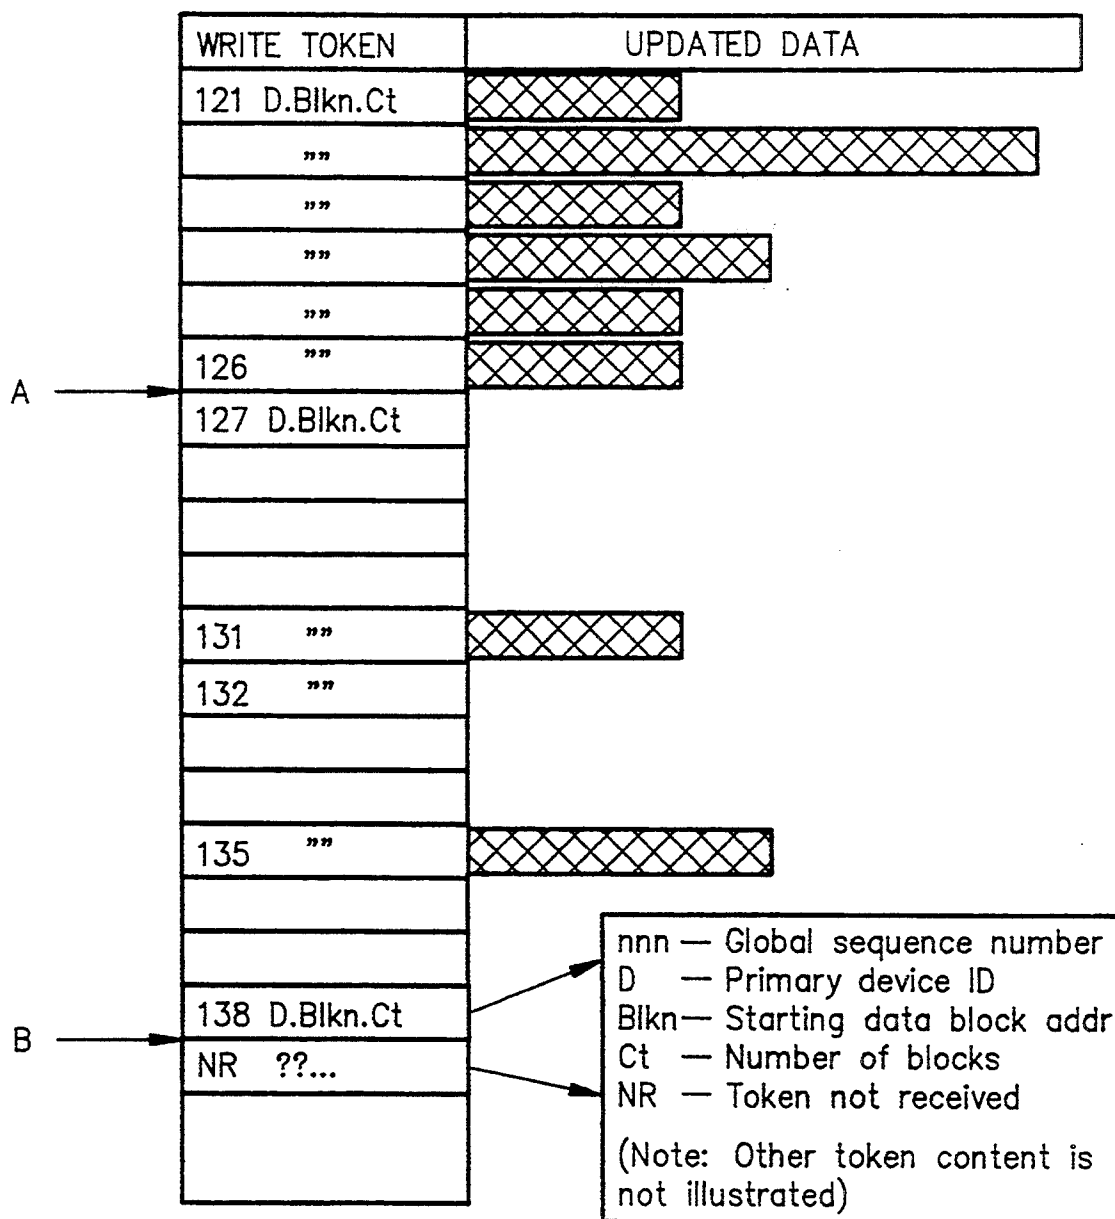 WRITE TOKEN UPDATED DATA
121 D.Blkn.Ct
””
””
””
””
126 ””
A
127 D.Blkn.Ct
131 ””
132 ””
135 ””
138 D.Blkn.Ct
B
NR ??...
nnn — Global sequence number
D — Primary device ID
Blkn— Starting data block addr
Ct — Number of blocks
NR — Token not received
(Note: Other token content is
not illustrated)